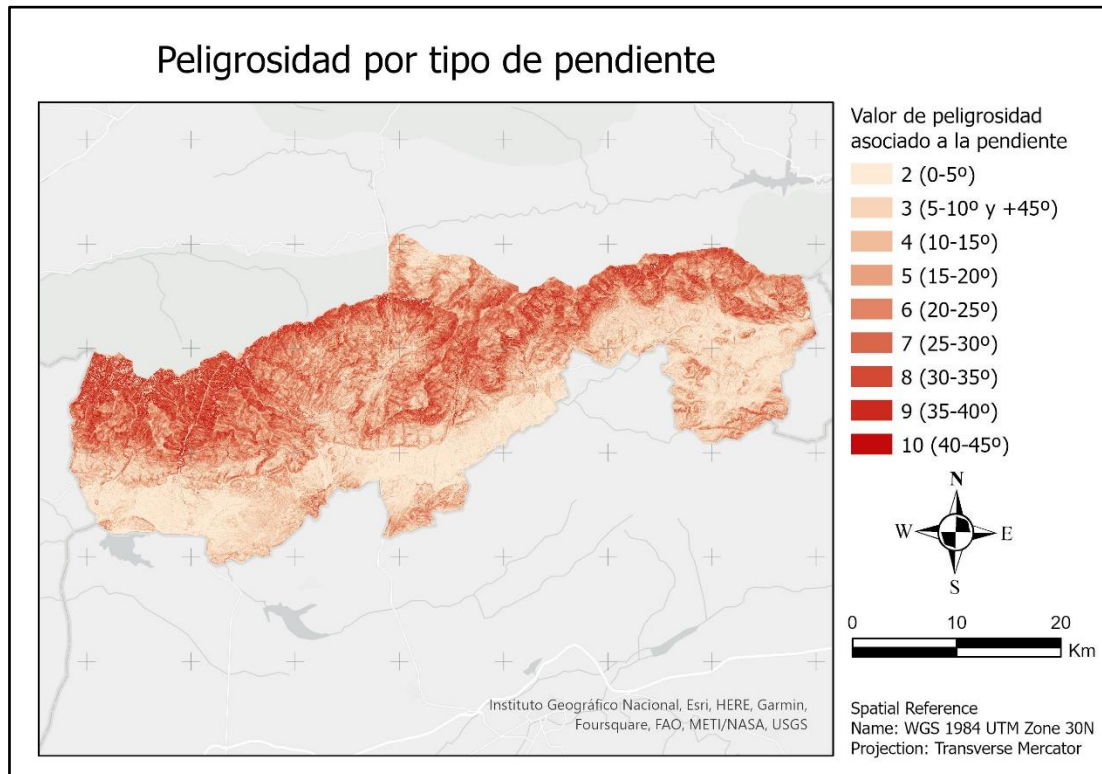 Peligrosidad por tipo de pendiente
Valor de peligrosidad
asociado a la pendiente
2 (0-5º)
3 (5-10º y +45º)
4 (10-15º)
5 (15-20º)
6 (20-25º)
7 (25-30º)
8 (30-35º)
9 (35-40º)
10 (40-45º)
N
W
E
S
0 10 20
Km
Instituto Geográfico Nacional, Esri, HERE, Garmin,
Foursquare, FAO, METI/NASA, USGS
Spatial Reference
Name: WGS 1984 UTM Zone 30N
Projection: Transverse Mercator